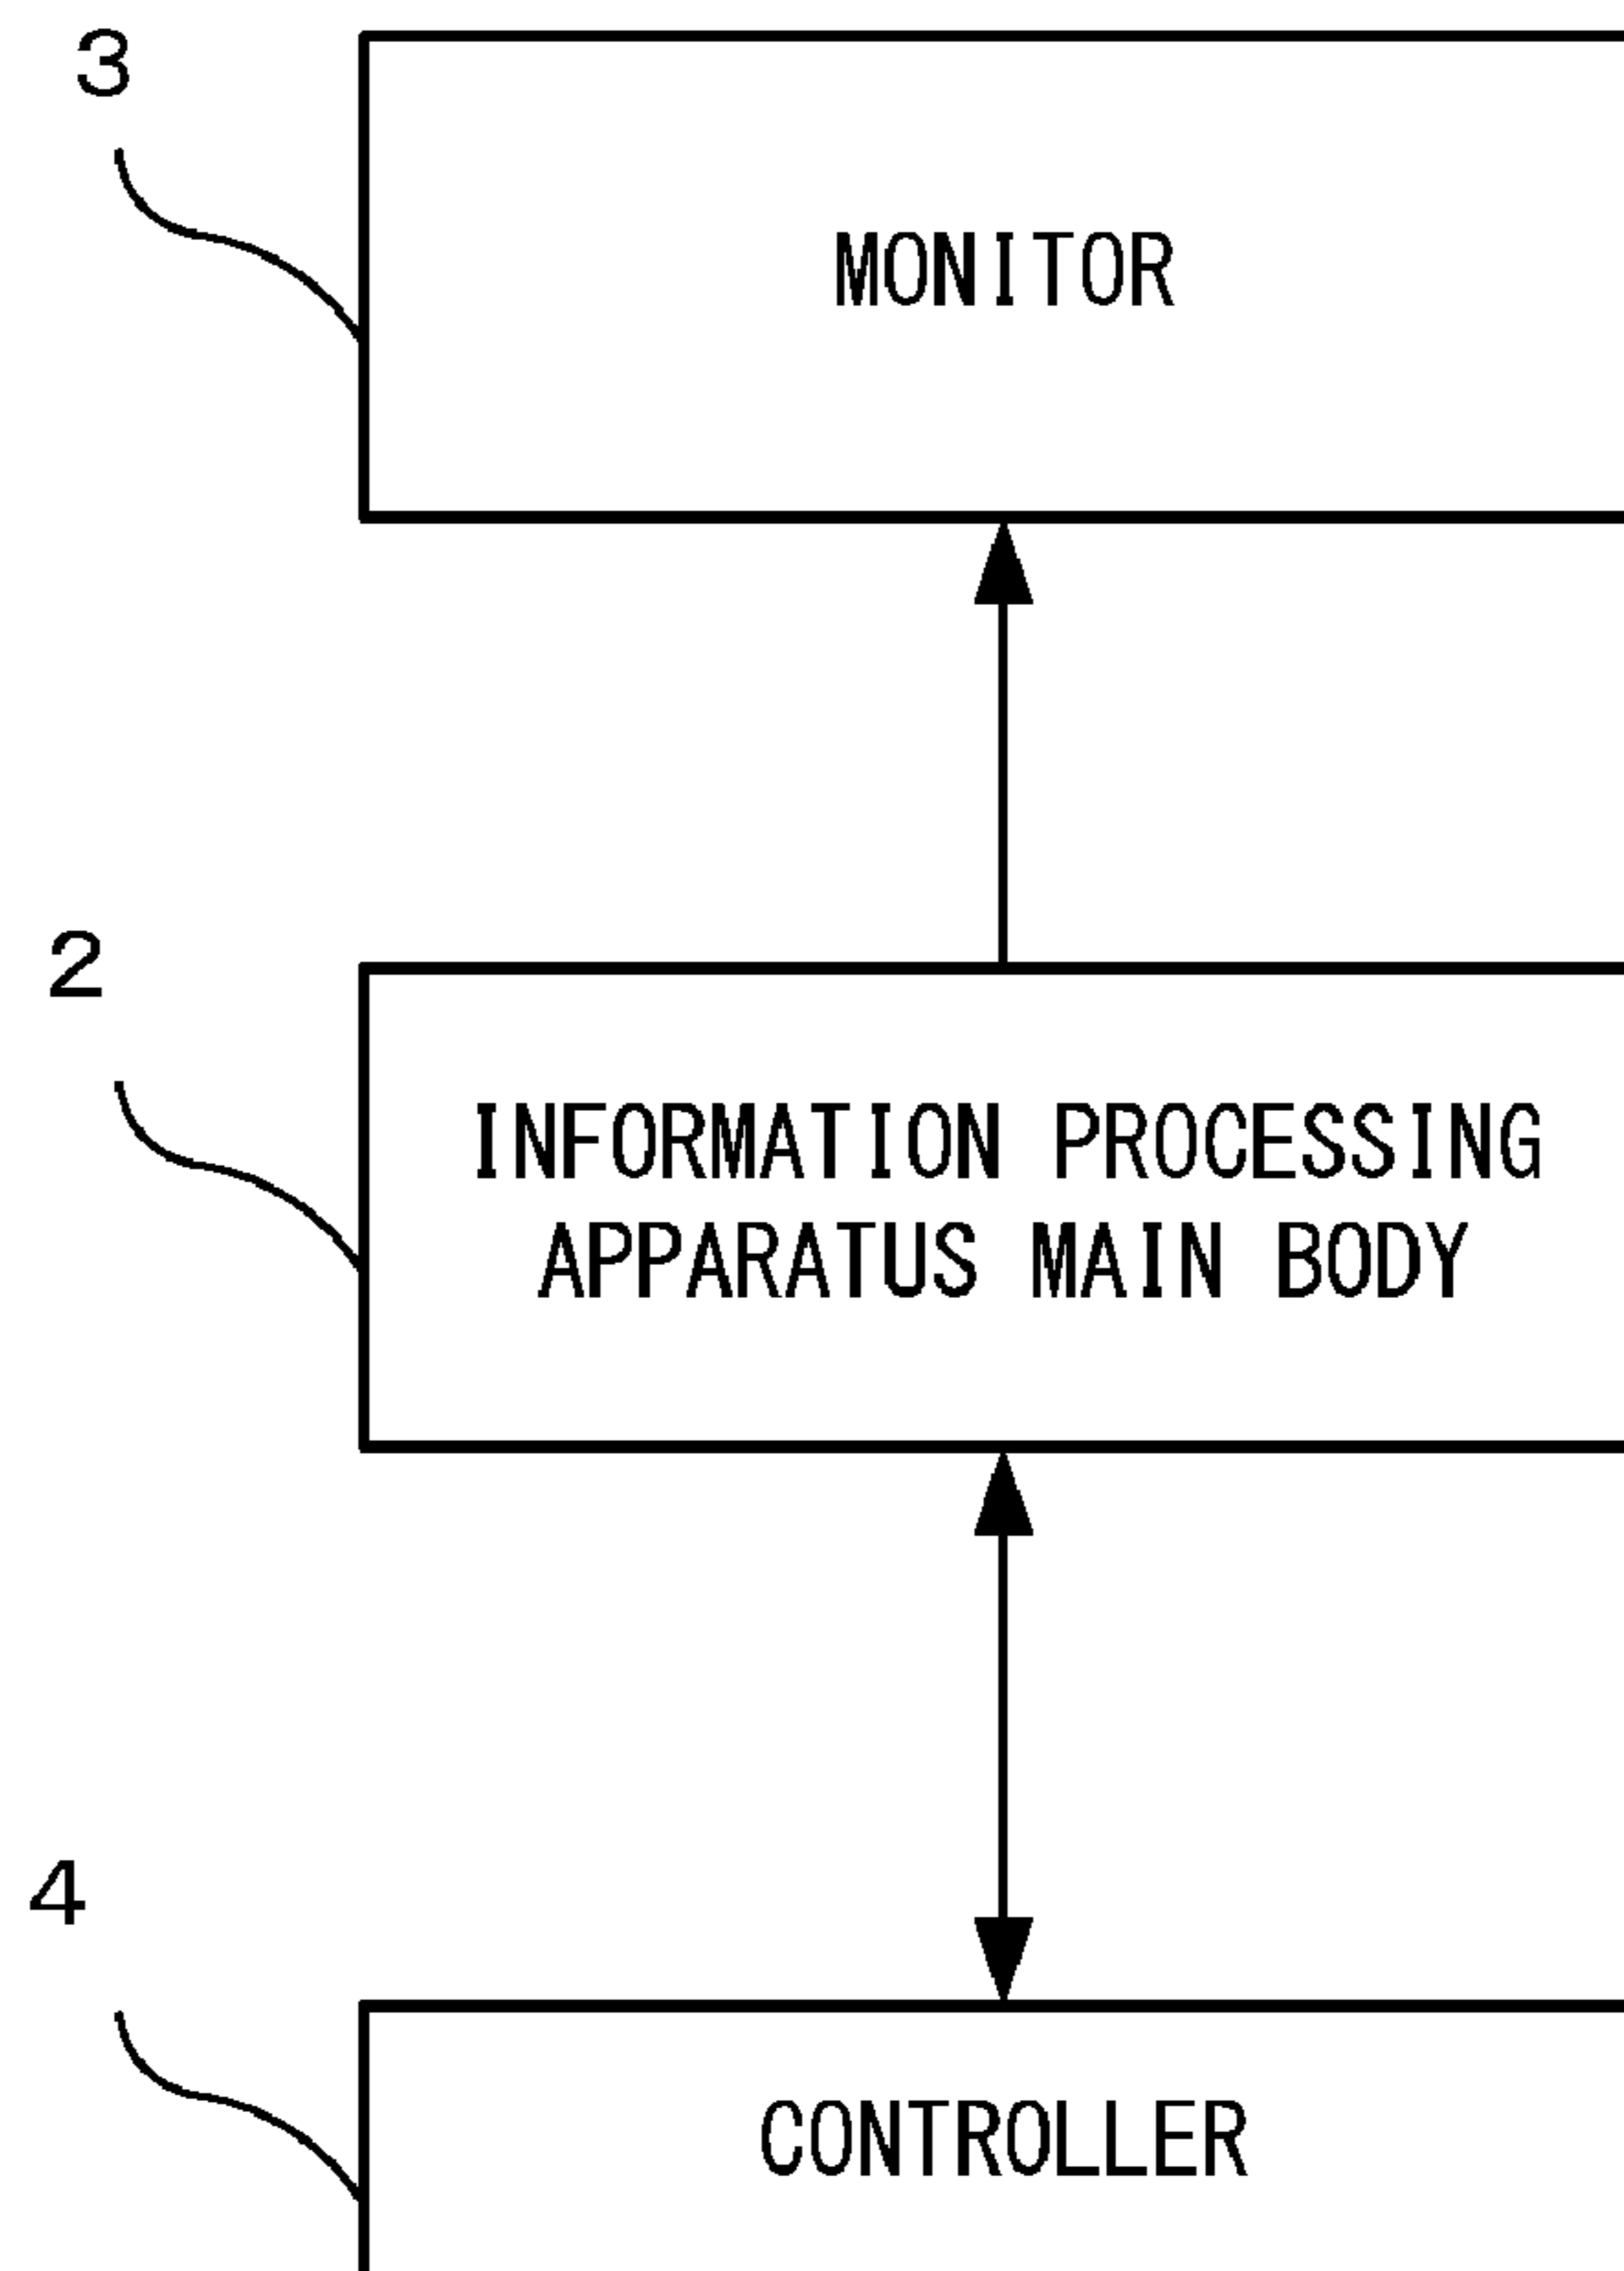 3
MONITOR
2
INFORMATION PROCESSING
APPARATUS MAIN BODY
4
CONTROLLER